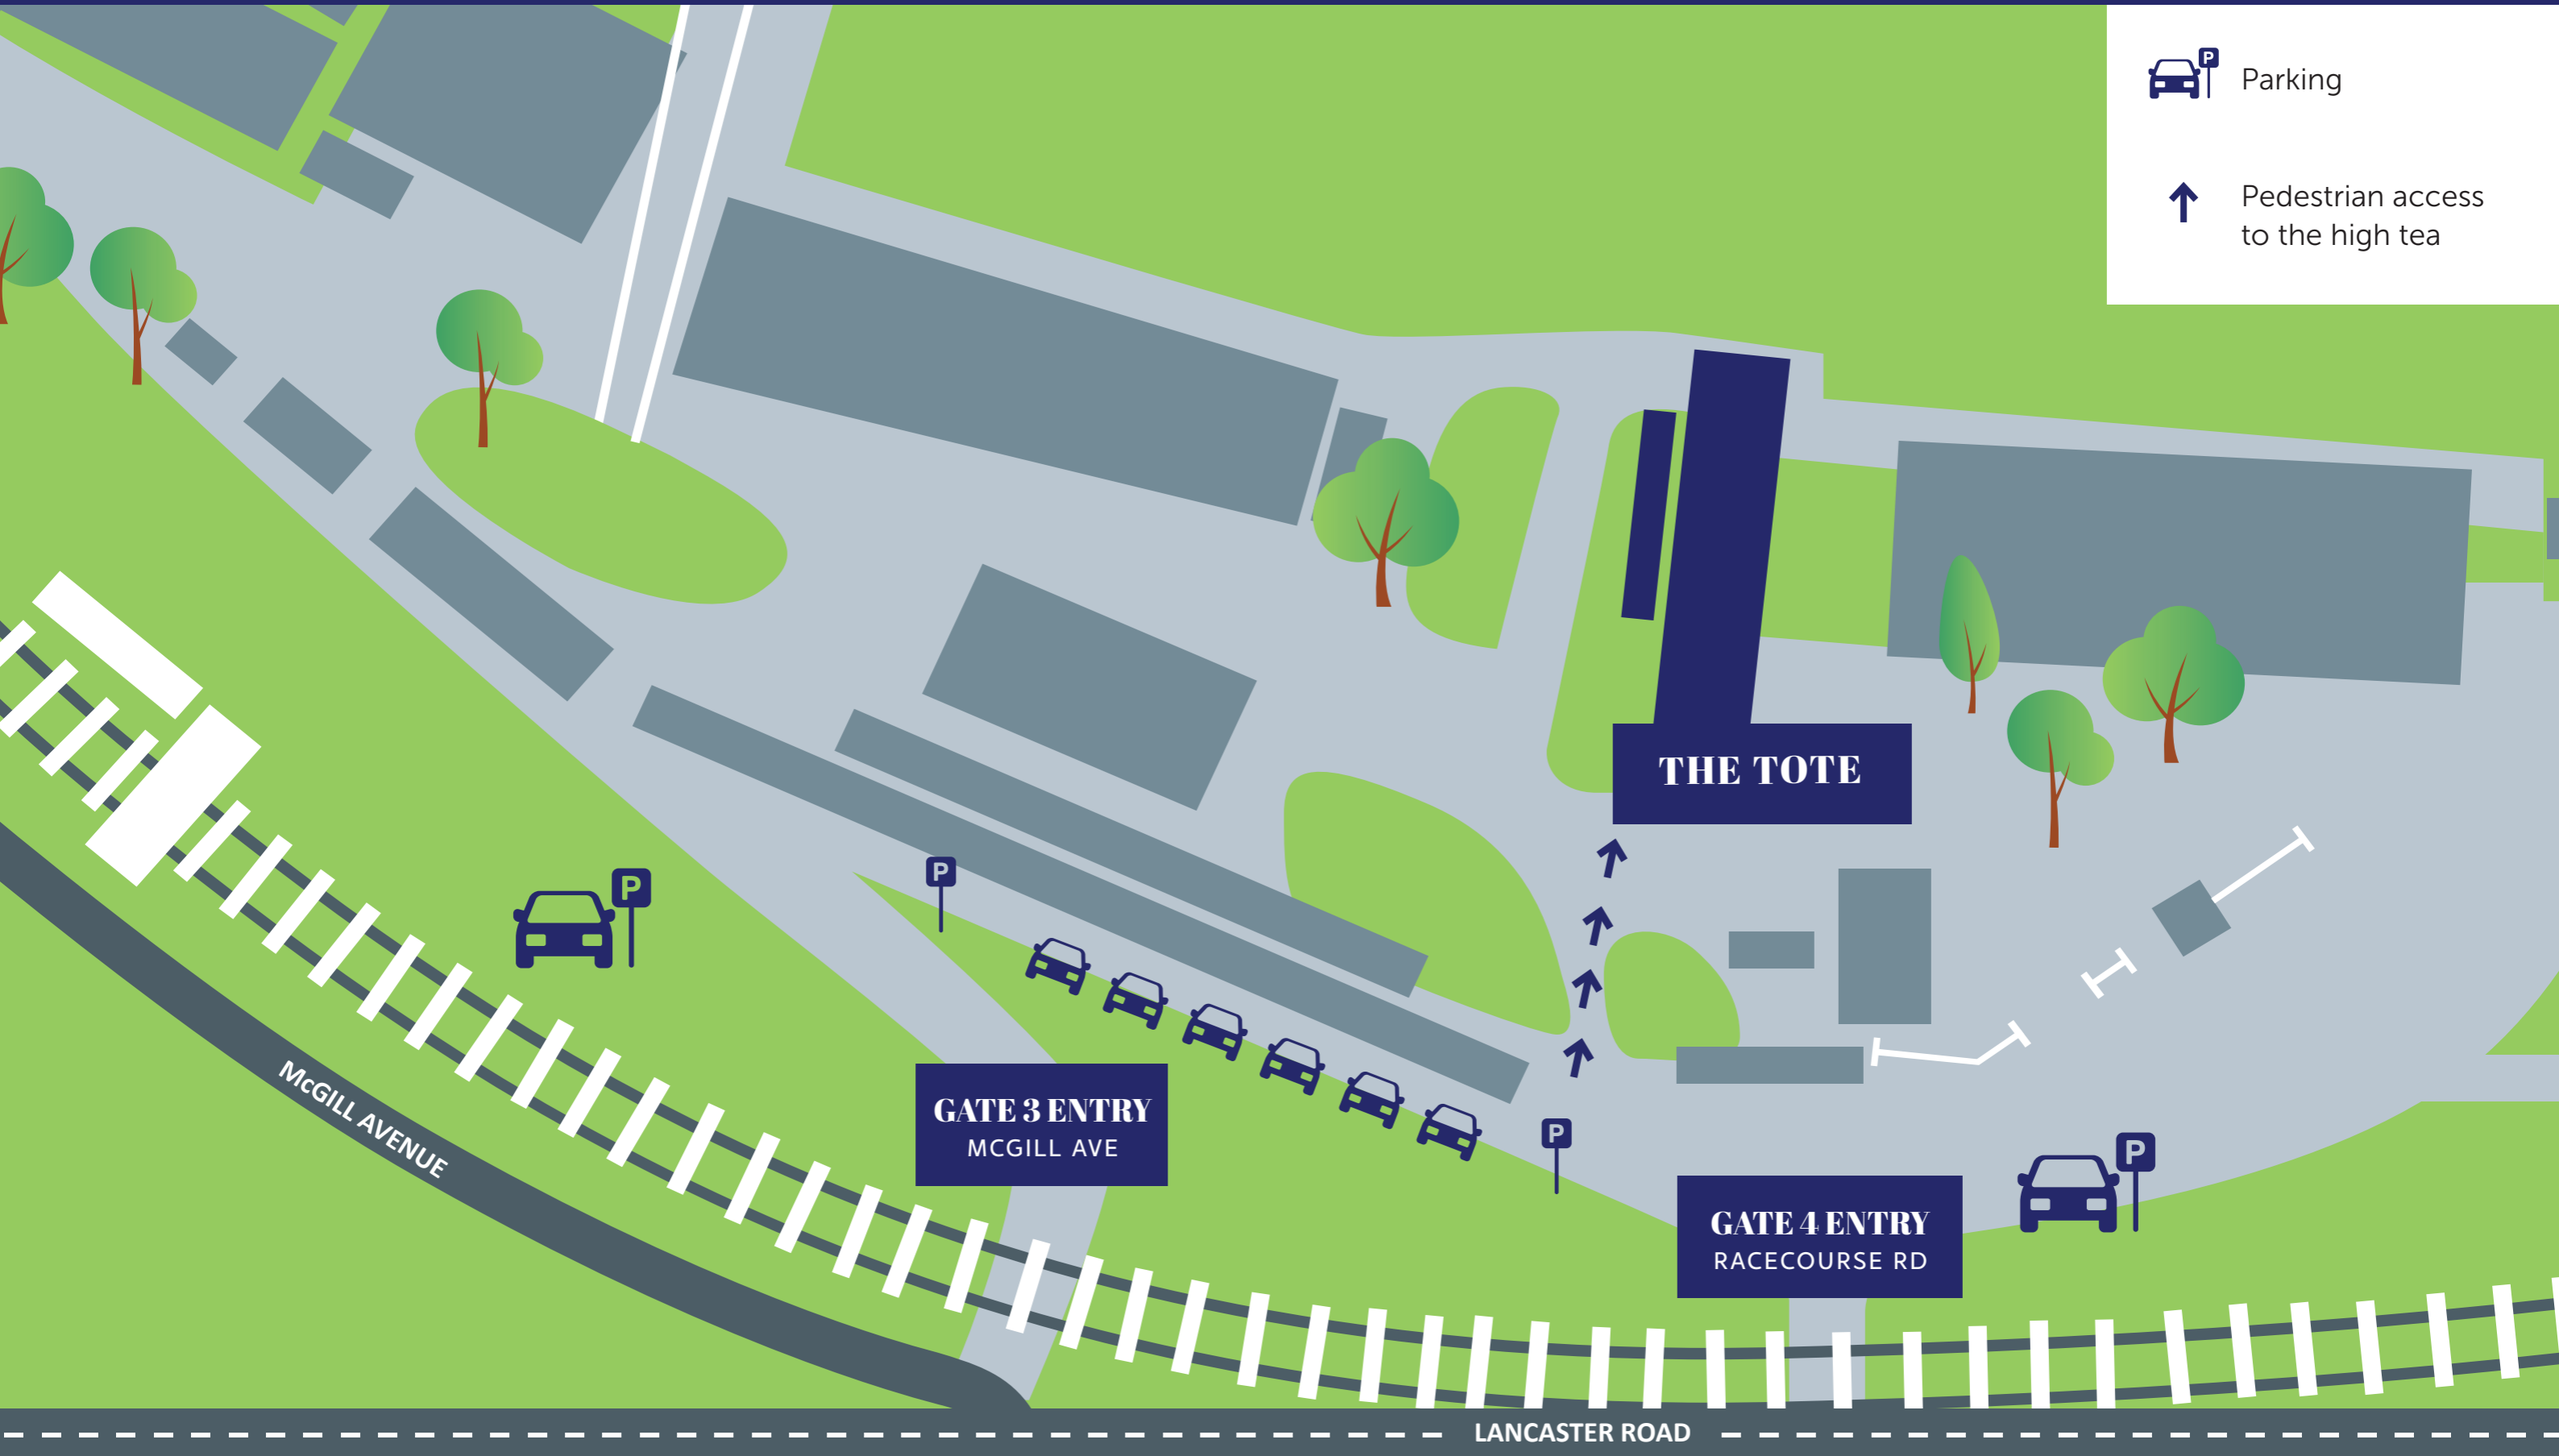 P
Parking
Pedestrian access
to the high tea
THE TOTE
P
P
GATE 3 ENTRY
MCGILL AVE
McGILL AVENUE
P
P
GATE 4 ENTRY
RACECOURSE RD
LANCASTER ROAD